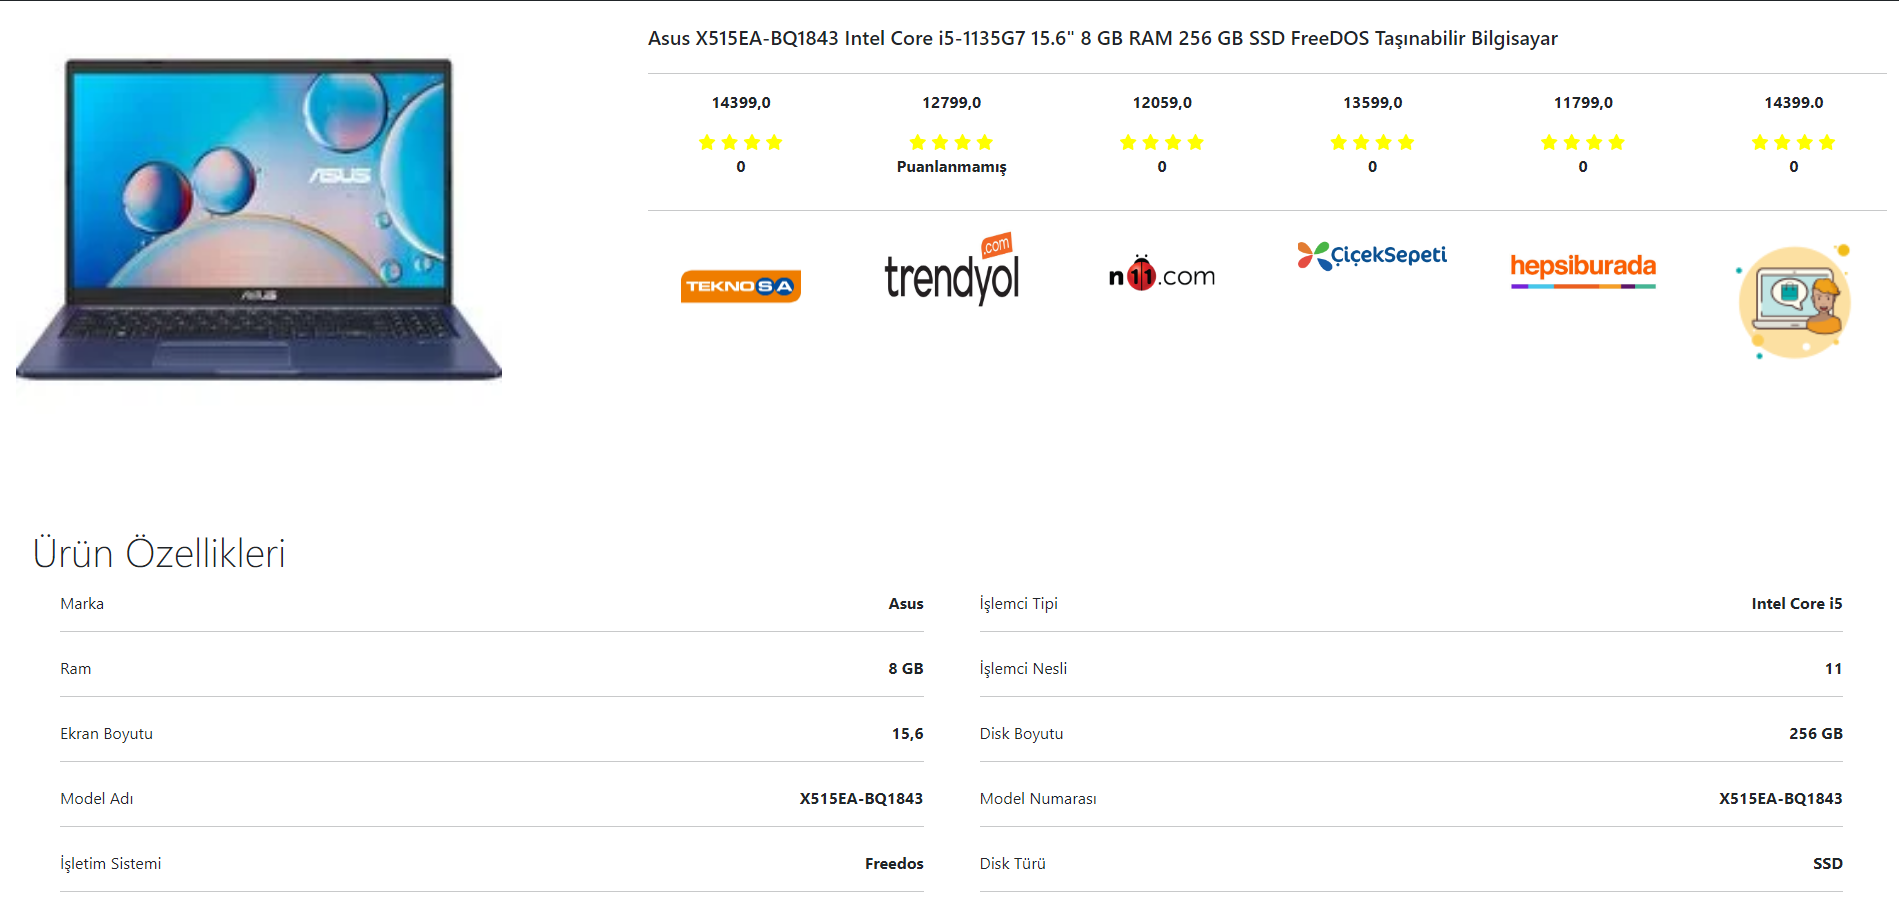 Asus X515EA-BQ1843 Intel Core i5-1135G7 15.6" 8 GB RAM 256 GB SSD FreeDOS Taşınabilir Bilgisayar
14399,0 12799,0 12059,0 13599,0 11799,0 14399.0
0 Puanlanmamış 0 0 0 0
TEKNOSA trendyol.com n11.com ÇiçekSepeti hepsiburada
ASUS
ASUS
Ürün Özellikleri
Marka Asus İşlemci Tipi Intel Core i5
Ram 8 GB İşlemci Nesli 11
Ekran Boyutu 15,6 Disk Boyutu 256 GB
Model Adı X515EA-BQ1843 Model Numarası X515EA-BQ1843
İşletim Sistemi Freedos Disk Türü SSD